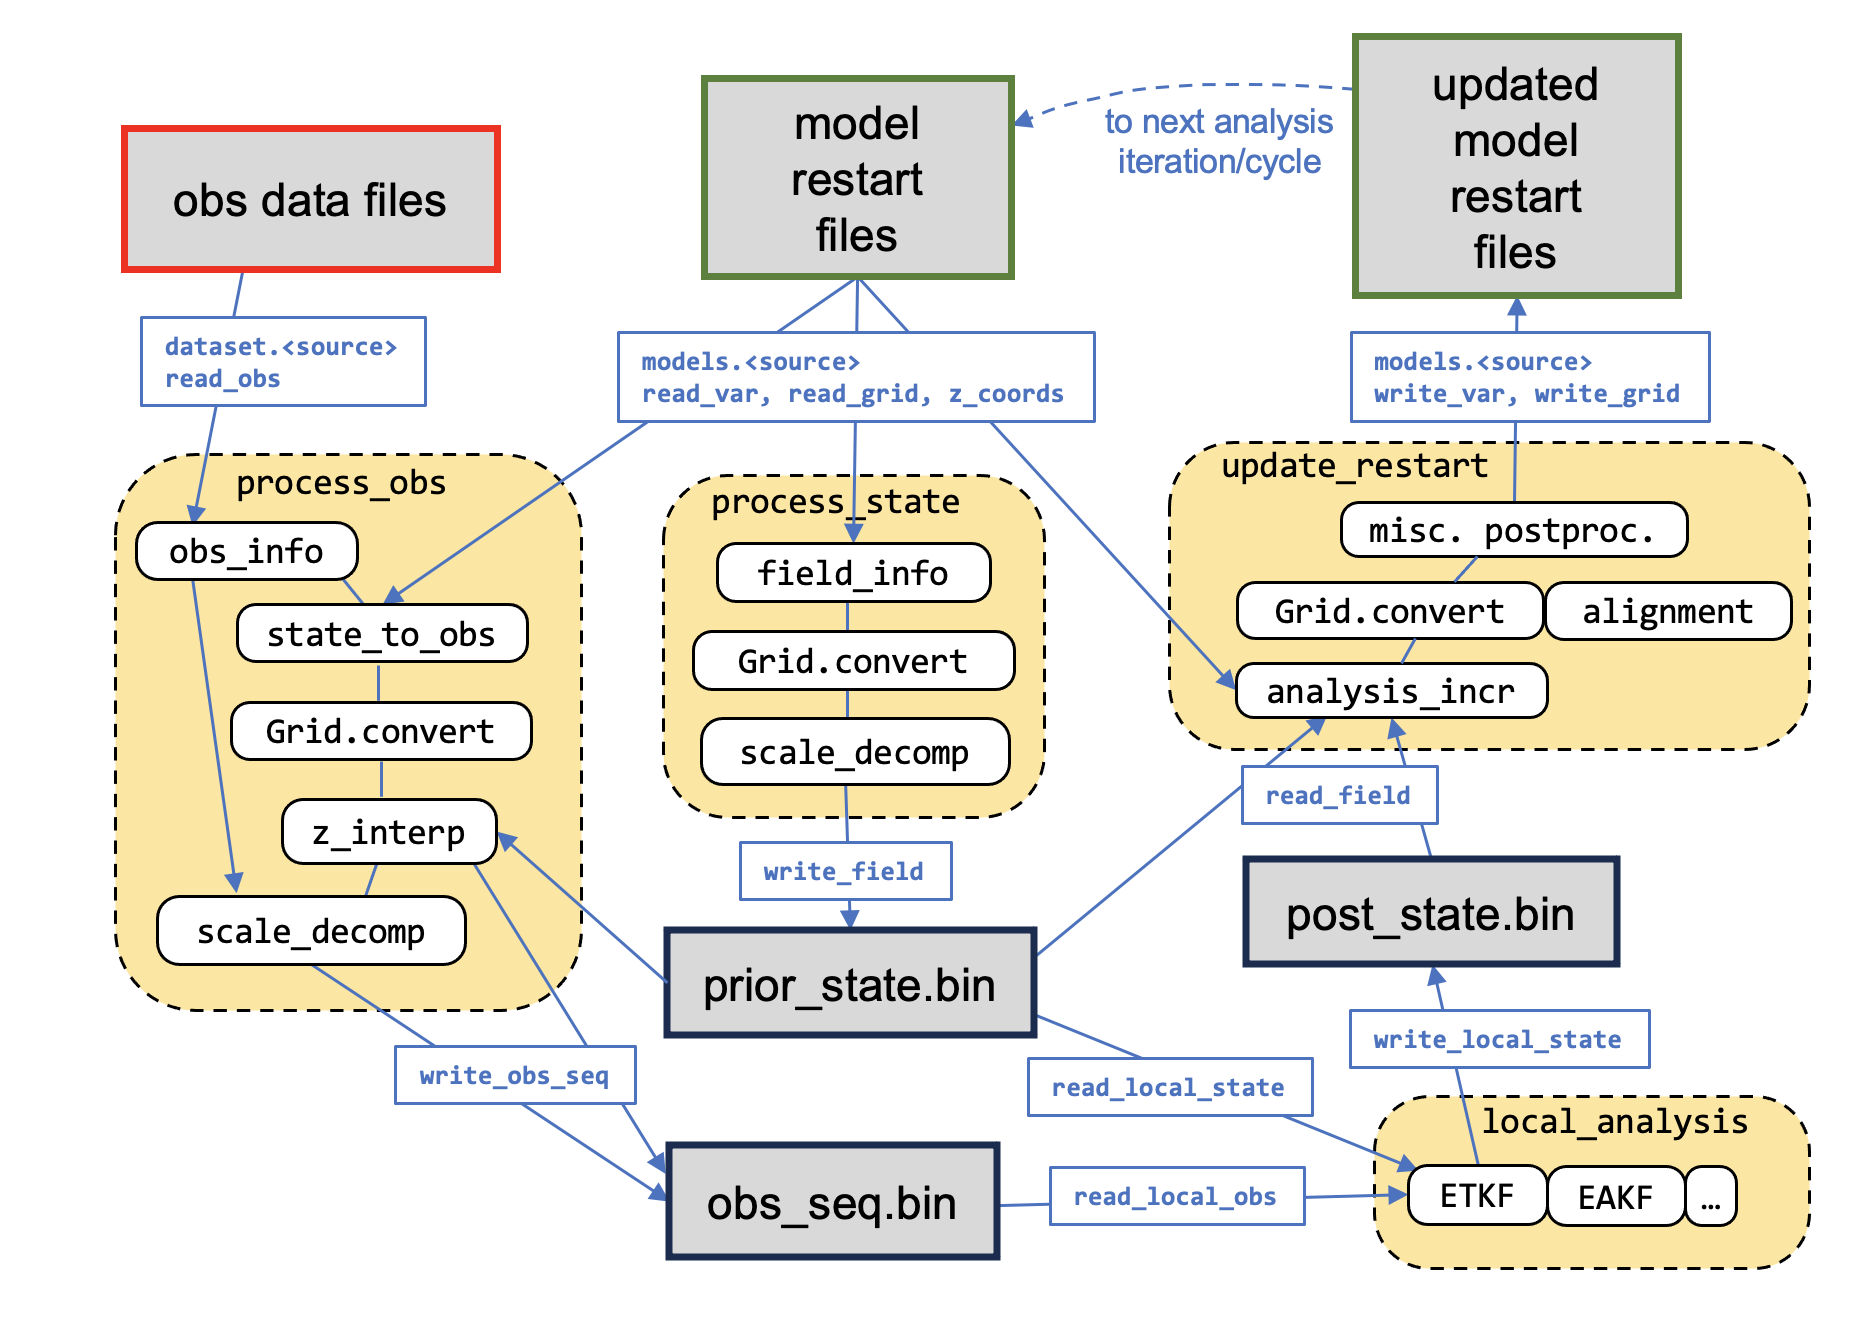 obs data files
model
restart
files
to next analysis
iteration/cycle
updated
model
restart
files
dataset.<source>
read_obs
models.<source>
read_var, read_grid, z_coords
models.<source>
write_var, write_grid
process_obs
obs_info
state_to_obs
Grid.convert
z_interp
scale_decomp
process_state
field_info
Grid.convert
scale_decomp
update_restart
misc. postproc.
Grid.convert
alignment
analysis_incr
write_field
read_field
prior_state.bin
post_state.bin
write_obs_seq
read_local_state
write_local_state
obs_seq.bin
read_local_obs
local_analysis
ETKF
EAKF
…